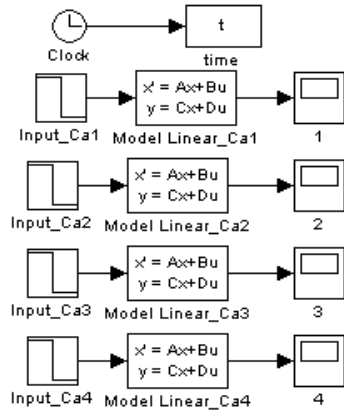 t
Clock
time
x' = Ax+Bu
y = Cx+Du
Input_Ca1
Model Linear_Ca1
1
x' = Ax+Bu
y = Cx+Du
Input_Ca2
Model Linear_Ca2
2
x' = Ax+Bu
y = Cx+Du
Input_Ca3
Model Linear_Ca3
3
x' = Ax+Bu
y = Cx+Du
Input_Ca4
Model Linear_Ca4
4